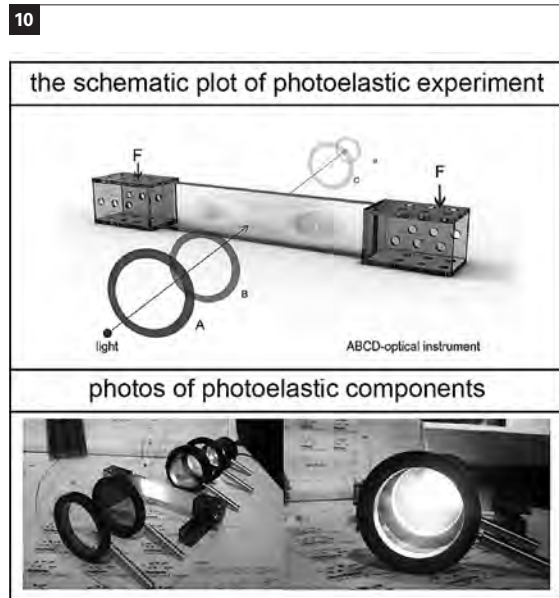 10
the schematic plot of photoelastic experiment
F
F
C
B
A
light
ABCD-optical instrument
photos of photoelastic components